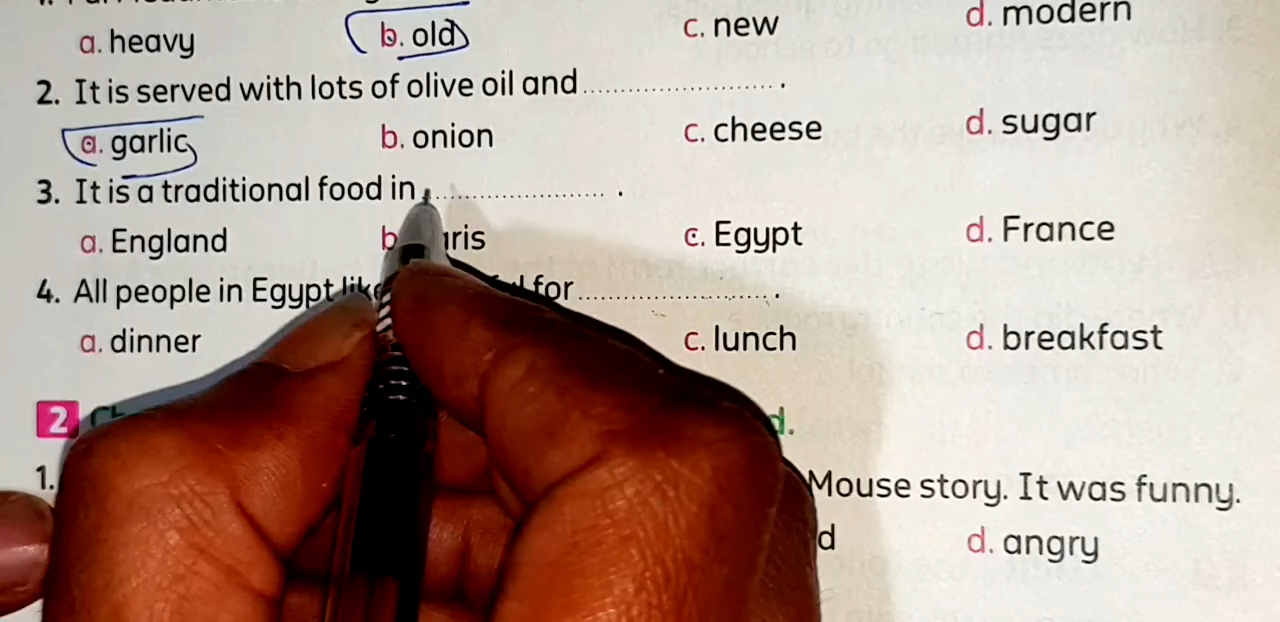 a. heavy b. old c. new d. modern
2. It is served with lots of olive oil and ........................ .
a. garlic b. onion c. cheese d. sugar
3. It is a traditional food in ........................ .
a. England b. c. Egypt d. France
4. All people in Egypt like for ........................ .
a. dinner c. lunch d. breakfast
2
1. Mouse story. It was funny.
d. angry